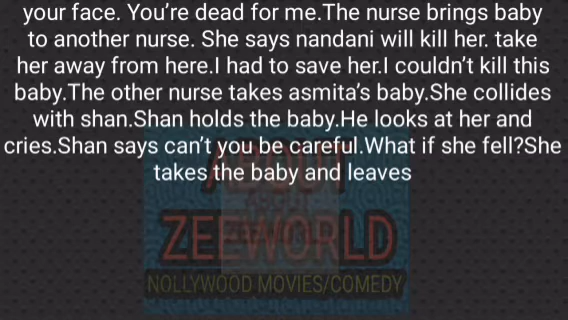 your face. You’re dead for me.The nurse brings baby
to another nurse. She says nandani will kill her. take
her away from here.I had to save her.I couldn’t kill this
baby.The other nurse takes asmita’s baby.She collides
with shan.Shan holds the baby.He looks at her and
cries.Shan says can’t you be careful.What if she fell?She
takes the baby and leaves
ABOUT
ZEEWORLD
NOLLYWOOD MOVIES/COMEDY